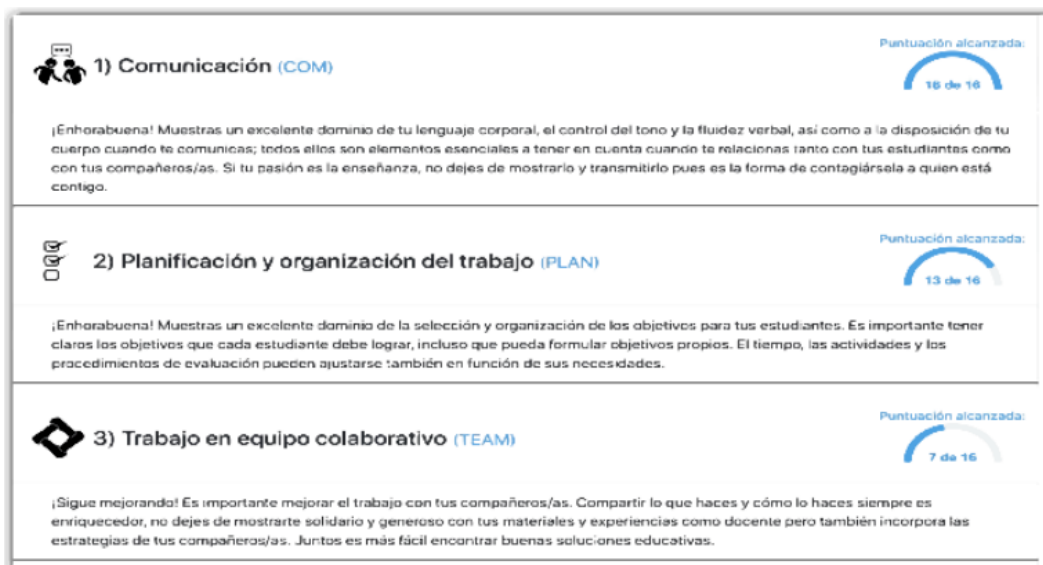 Puntuación alcanzada:
1) Comunicación (COM)
16 de 16
¡Enhorabuena! Muestras un excelente dominio de tu lenguaje corporal, el control del tono y la fluidez verbal, así como a la disposición de tu
cuerpo cuando te comunicas; todos ellos son elementos esenciales a tener en cuenta cuando te relacionas tanto con tus estudiantes como
con tus compañeros/as. Si tu pasión es la enseñanza, no dejes de mostrarlo y transmitirlo pues es la forma de contagiársela a quien está
contigo.
Puntuación alcanzada:
2) Planificación y organización del trabajo (PLAN)
13 de 16
¡Enhorabuena! Muestras un excelente dominio de la selección y organización de los objetivos para tus estudiantes. Es importante tener
claros los objetivos que cada estudiante debe lograr, incluso que pueda formular objetivos propios. El tiempo, las actividades y los
procedimientos de evaluación pueden ajustarse también en función de sus necesidades.
Puntuación alcanzada:
3) Trabajo en equipo colaborativo (TEAM)
7 de 16
¡Sigue mejorando! Es importante mejorar el trabajo con tus compañeros/as. Compartir lo que haces y cómo lo haces siempre es
enriquecedor, no dejes de mostrarte solidario y generoso con tus materiales y experiencias como docente pero también incorpora las
estrategias de tus compañeros/as. Juntos es más fácil encontrar buenas soluciones educativas.